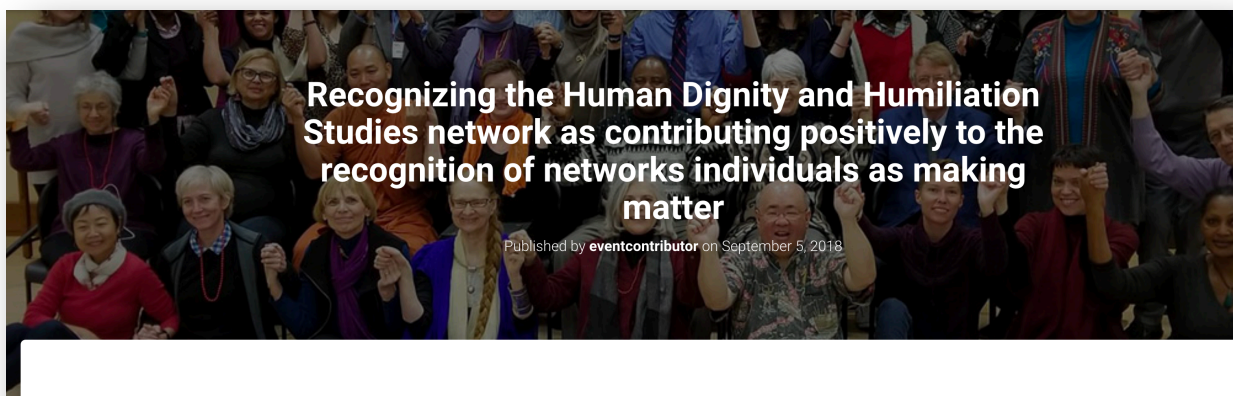 Recognizing the Human Dignity and Humiliation
Studies network as contributing positively to the
recognition of networks individuals as making
matter
Published by eventcontributor on September 5, 2018